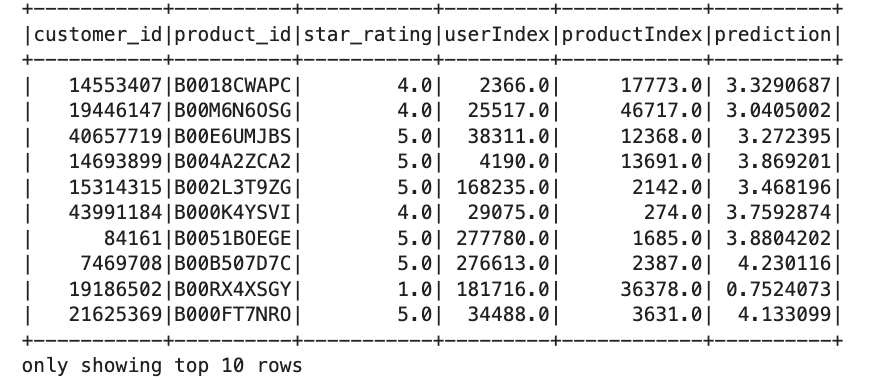 +-----------+----------+-----------+---------+------------+----------+
|customer_id|product_id|star_rating|userIndex|productIndex|prediction|
+-----------+----------+-----------+---------+------------+----------+
|   14553407|B0018CWAPC|        4.0|   2366.0|     17773.0| 3.3290687|
|   19446147|B00M6N6OSG|        4.0|  25517.0|     46717.0| 3.0405002|
|   40657719|B00E6UMJBS|        5.0|  38311.0|     12368.0|  3.272395|
|   14693899|B004A2ZCA2|        5.0|   4190.0|     13691.0|  3.869201|
|   15314315|B002L3T9ZG|        5.0| 168235.0|      2142.0|  3.468196|
|   43991184|B000K4YSVI|        4.0|  29075.0|       274.0| 3.7592874|
|      84161|B0051BOEGE|        5.0| 277780.0|      1685.0| 3.8804202|
|    7469708|B00B507D7C|        5.0| 276613.0|      2387.0|  4.230116|
|   19186502|B00RX4XSGY|        1.0| 181716.0|     36378.0| 0.7524073|
|   21625369|B000FT7NRO|        5.0|  34488.0|      3631.0|  4.133099|
+-----------+----------+-----------+---------+------------+----------+
only showing top 10 rows